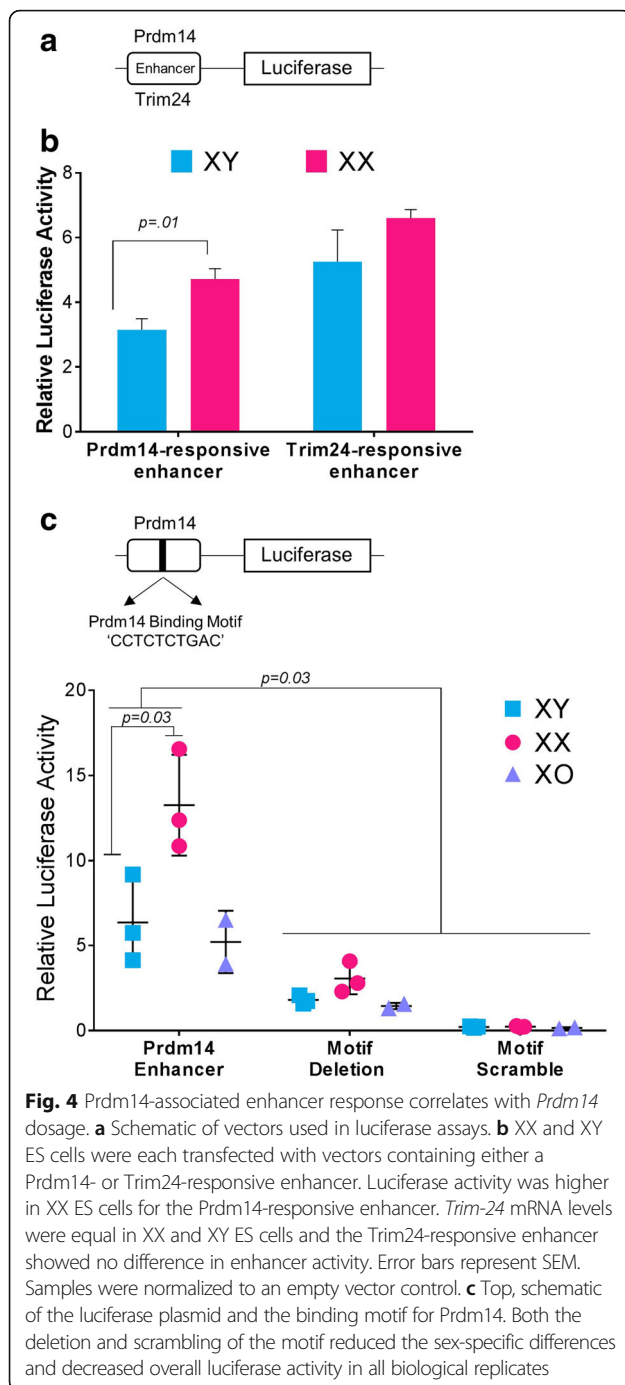 a
Prdm14
Enhancer
Luciferase
Trim24
b
XY
XX
Relative Luciferase Activity
8
6
4
2
0
p=.01
Prdm14-responsive
enhancer
Trim24-responsive
enhancer
c
Prdm14
Luciferase
Prdm14 Binding Motif
‘CCTCTCTGAC’
Relative Luciferase Activity
20
15
10
5
0
p=0.03
p=0.03
XY
XX
XO
Prdm14
Enhancer
Motif
Deletion
Motif
Scramble
Fig. 4 Prdm14-associated enhancer response correlates with Prdm14
dosage. a Schematic of vectors used in luciferase assays. b XX and XY
ES cells were each transfected with vectors containing either a
Prdm14- or Trim24-responsive enhancer. Luciferase activity was higher
in XX ES cells for the Prdm14-responsive enhancer. Trim-24 mRNA levels
were equal in XX and XY ES cells and the Trim24-responsive enhancer
showed no difference in enhancer activity. Error bars represent SEM.
Samples were normalized to an empty vector control. c Top, schematic
of the luciferase plasmid and the binding motif for Prdm14. Both the
deletion and scrambling of the motif reduced the sex-specific differences
and decreased overall luciferase activity in all biological replicates